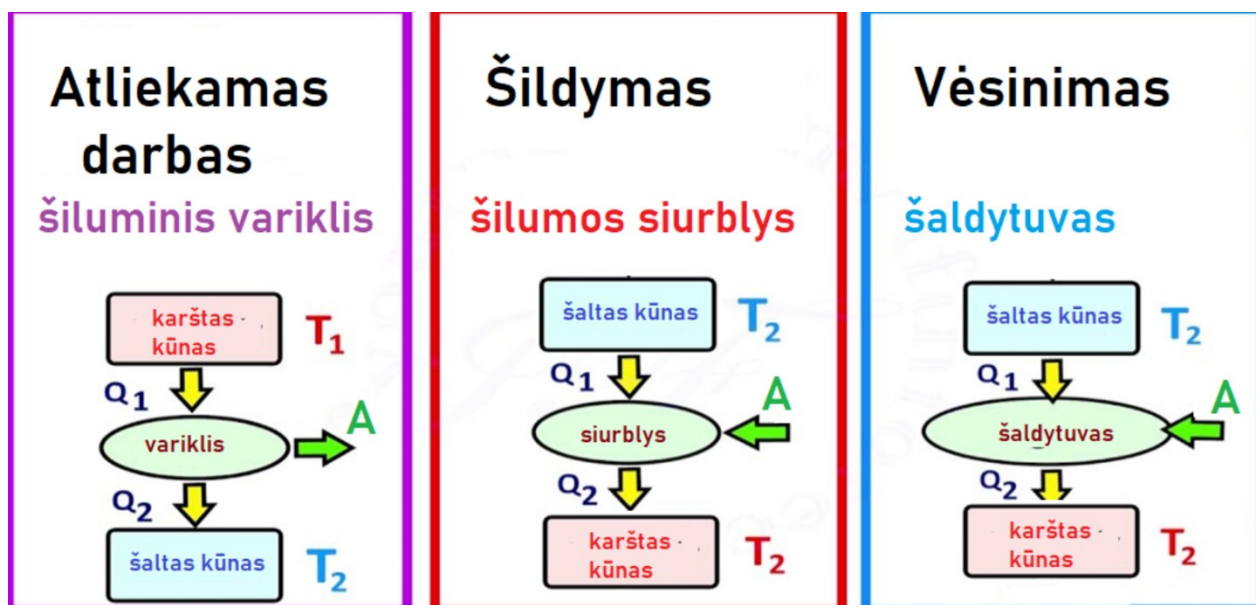 Atliekamas
darbas
šiluminis variklis
karštas
kūnas
T₁
Q₁
A
variklis
Q₂
šaltas kūnas
T₂
Šildymas
šilumos siurblys
šaltas kūnas
T₂
Q₁
A
siurblys
Q₂
karštas
kūnas
T₂
Vėsinimas
šaldytuvas
šaltas kūnas
T₂
Q₁
A
šaldytuvas
Q₂
karštas
kūnas
T₂